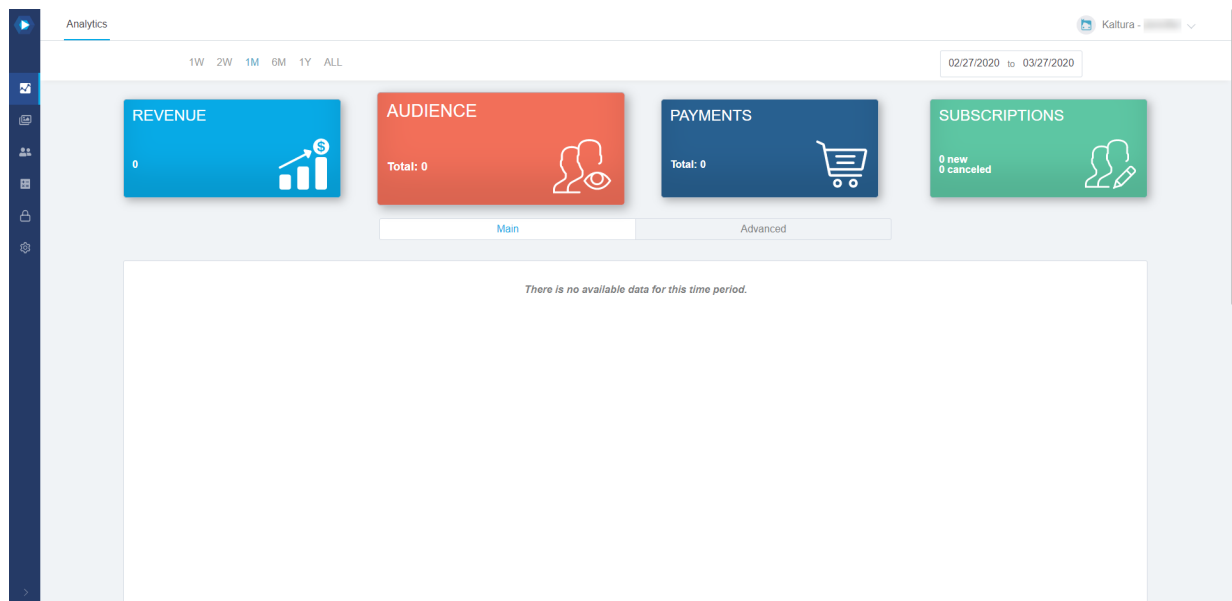 Analytics
Kaltura -
1W 2W 1M 6M 1Y ALL
02/27/2020 to 03/27/2020
REVENUE
0
$
AUDIENCE
Total: 0
PAYMENTS
Total: 0
SUBSCRIPTIONS
0 new
0 canceled
Main
Advanced
There is no available data for this time period.